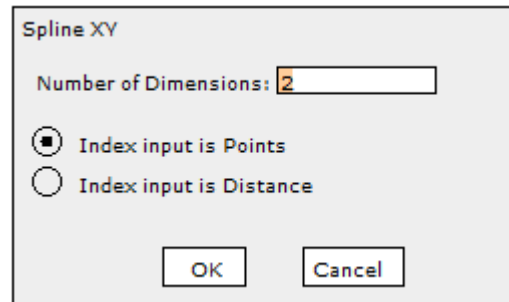 Spline XY
Number of Dimensions: 2
Index input is Points
Index input is Distance
OK Cancel